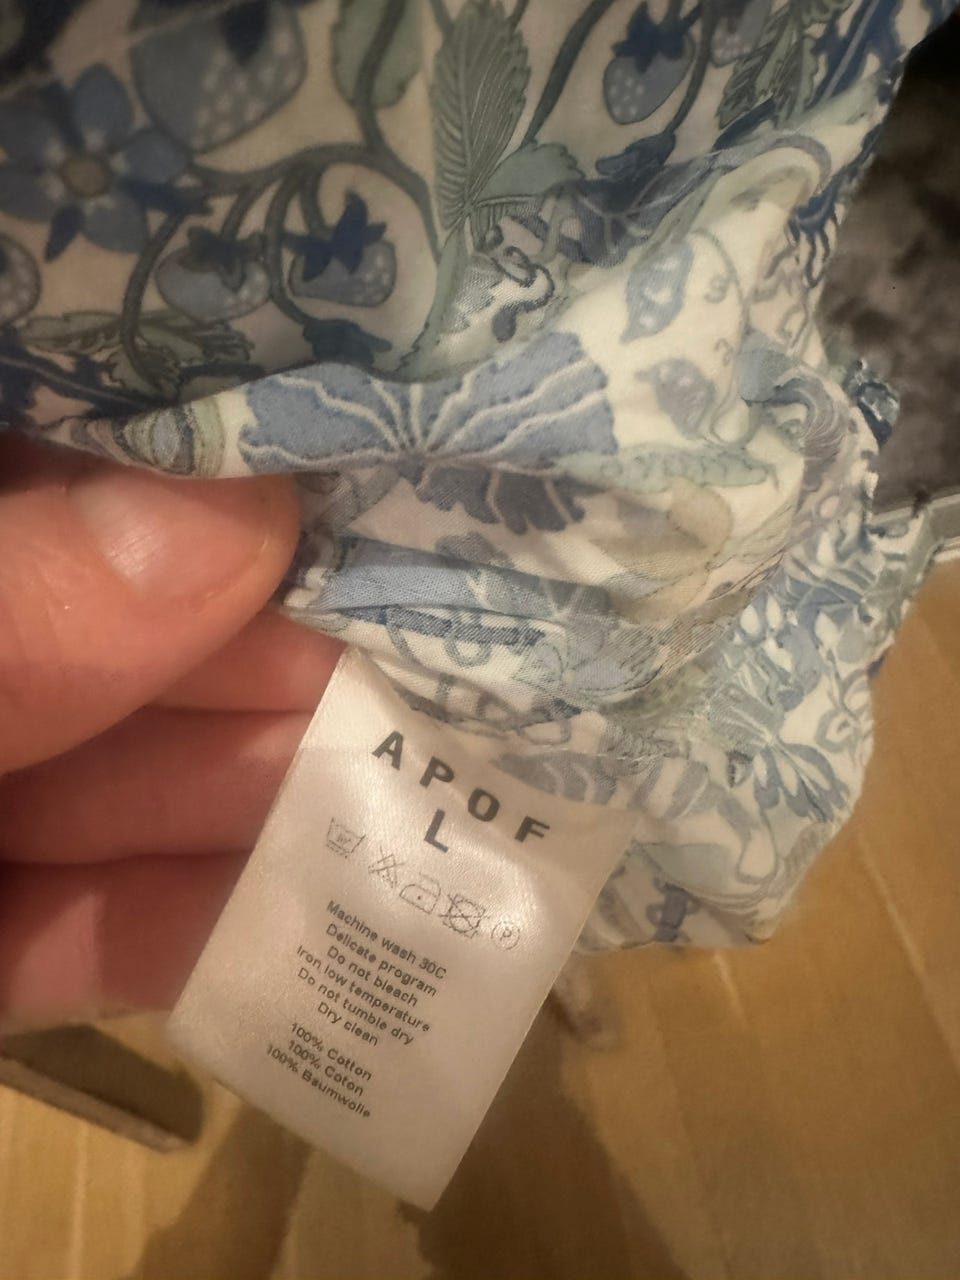 APOF
L
P
Machine wash 30C
Delicate program
Do not bleach
Iron low temperature
Do not tumble dry
Dry clean
100% Cotton
100% Coton
100% Baumwolle